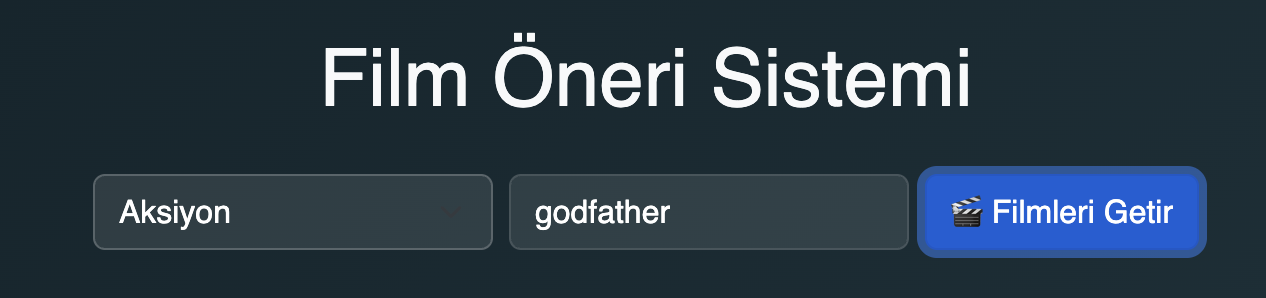 Film Öneri Sistemi
Aksiyon
godfather
🎬 Filmleri Getir